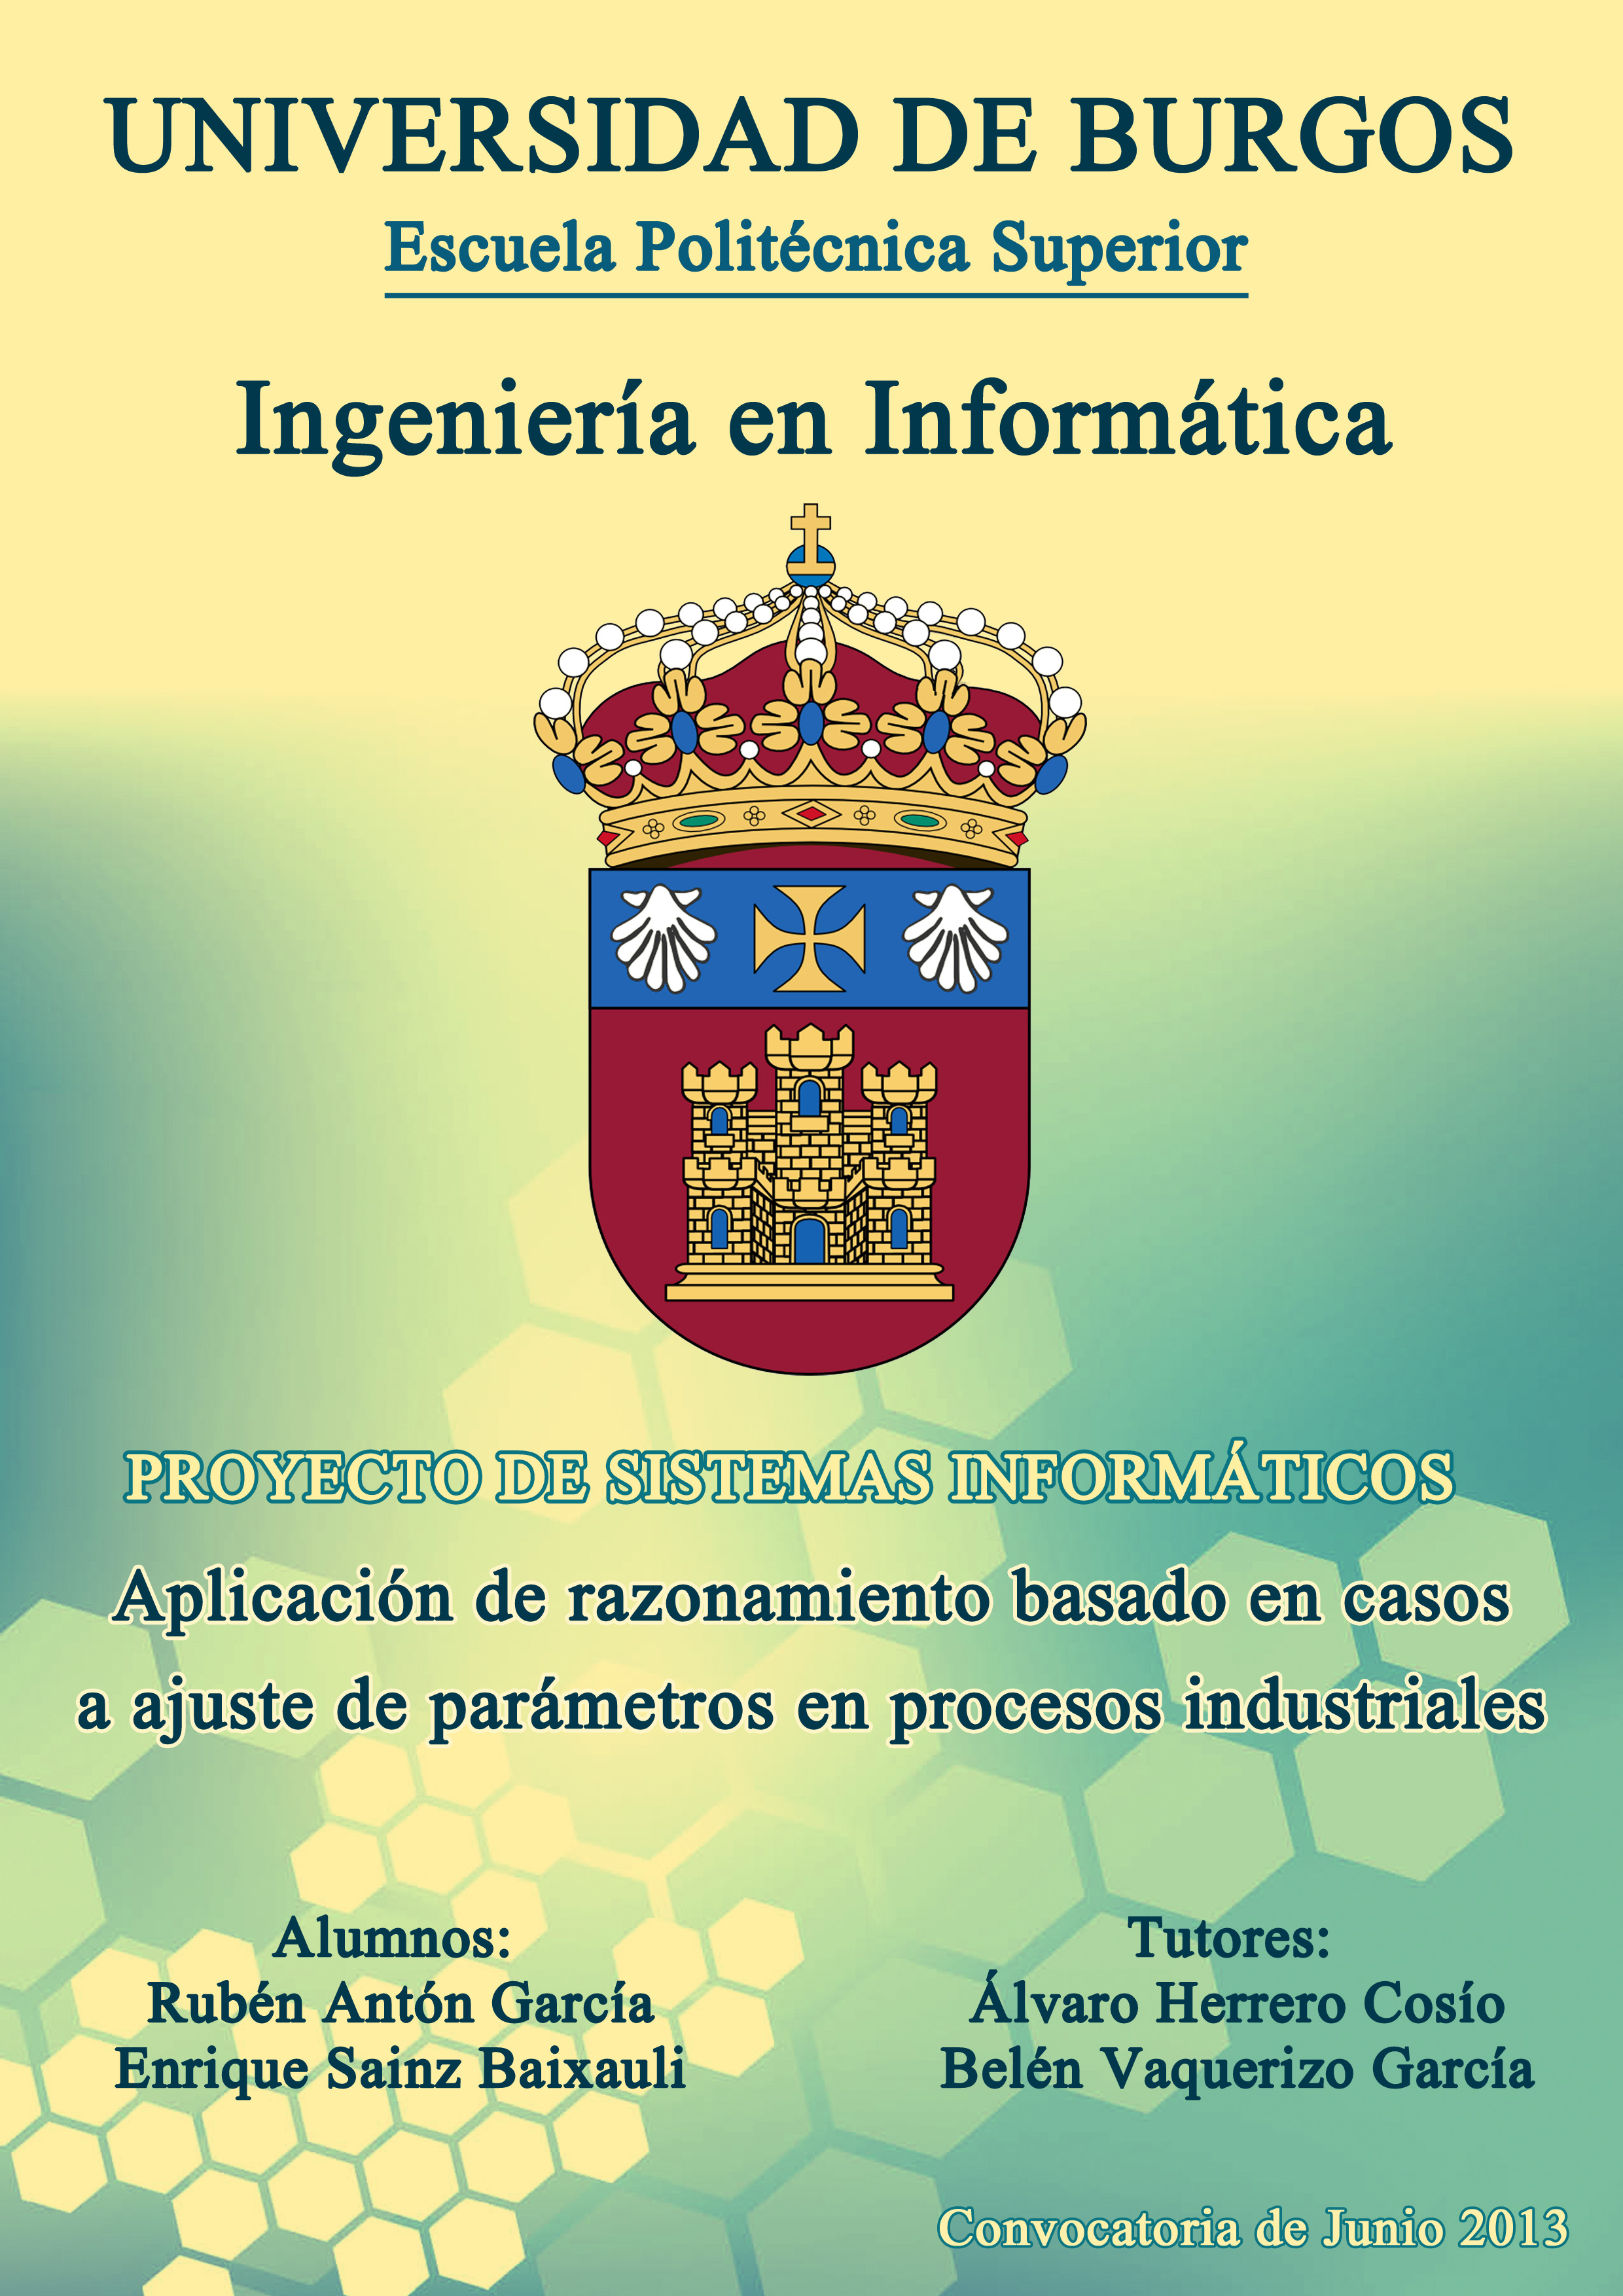 UNIVERSIDAD DE BURGOS
Escuela Politécnica Superior
Ingeniería en Informática
PROYECTO DE SISTEMAS INFORMÁTICOS
Aplicación de razonamiento basado en casos
a ajuste de parámetros en procesos industriales
Alumnos:
Rubén Antón García
Enrique Sainz Baixauli
Tutores:
Álvaro Herrero Cosío
Belén Vaquerizo García
Convocatoria de Junio 2013